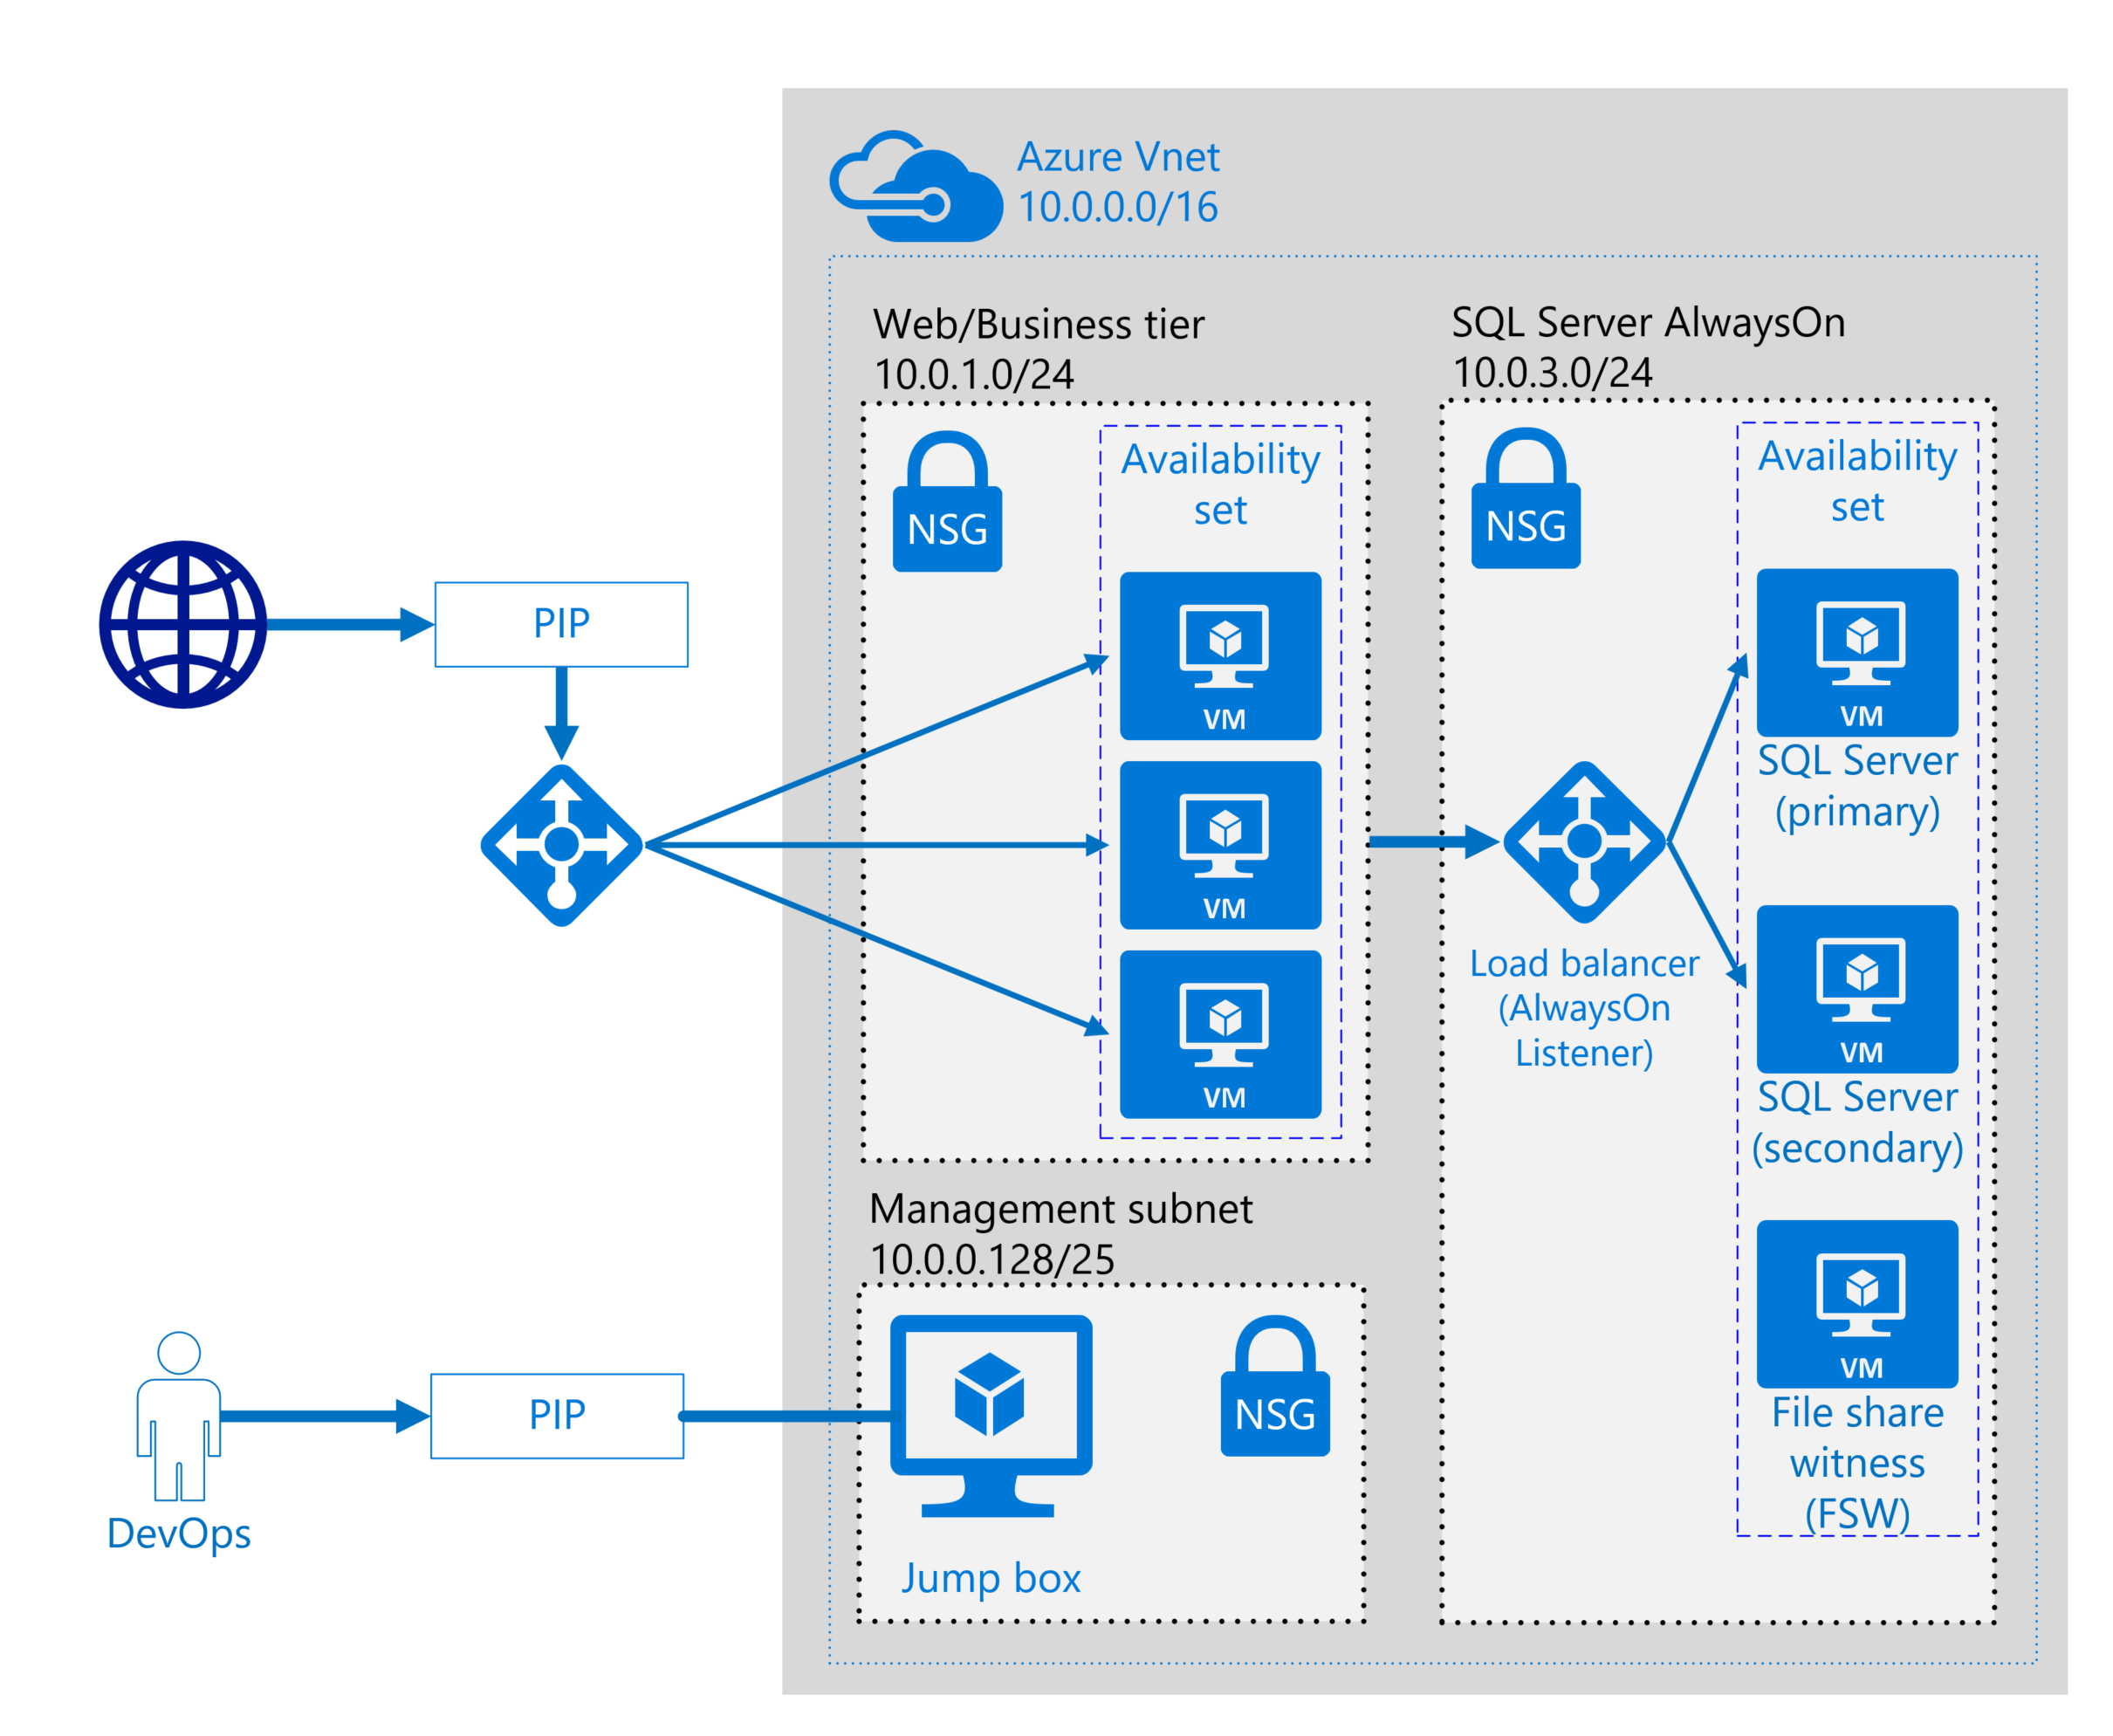 Azure Vnet
10.0.0.0/16
Web/Business tier
10.0.1.0/24
NSG
Availability
set
VM
VM
VM
SQL Server AlwaysOn
10.0.3.0/24
NSG
Availability
set
VM
SQL Server
(primary)
Load balancer
(AlwaysOn
Listener)
VM
SQL Server
(secondary)
VM
File share
witness
(FSW)
PIP
Management subnet
10.0.0.128/25
NSG
Jump box
PIP
DevOps